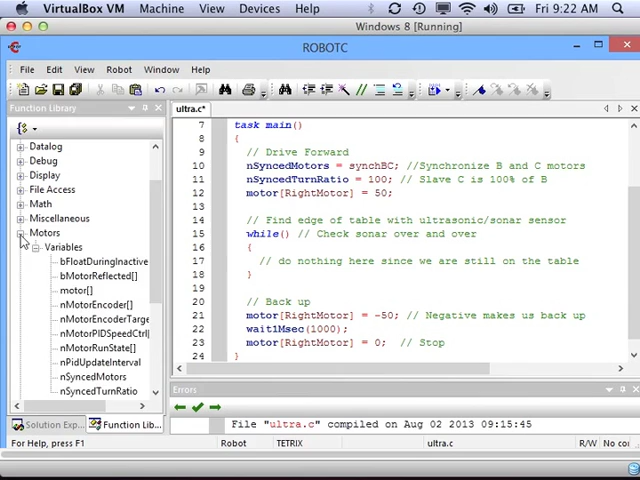 VirtualBox VM Machine View Devices Help Fri 9:22 AM
Windows 8 [Running]
ROBOTC
File Edit View Robot Window Help
Function Library
ultra.c*
Datalog
Debug
Display
File Access
Math
Miscellaneous
Motors
Variables
bFloatDuringInactive
bMotorReflected[]
motor[]
nMotorEncoder[]
nMotorEncoderTarge
nMotorPIDSpeedCtrl[
nMotorRunState[]
nPidUpdateInterval
nSyncedMotors
nSyncedTurnRatio
7 task main()
8 {
9 // Drive Forward
10 nSyncedMotors = synchBC; //Synchronize B and C motors
11 nSyncedTurnRatio = 100; // Slave C is 100% of B
12 motor[RightMotor] = 50;
13
14 // Find edge of table with ultrasonic/sonar sensor
15 while() // Check sonar over and over
16 {
17 // do nothing here since we are still on the table
18 }
19
20 // Back up
21 motor[RightMotor] = -50; // Negative makes us back up
22 wait1Msec(1000);
23 motor[RightMotor] = 0; // Stop
24 }
Errors
File "ultra.c" compiled on Aug 02 2013 09:15:45
Solution Exp... Function Lib...
For Help, press F1 Robot TETRIX ultra.c R/W No co